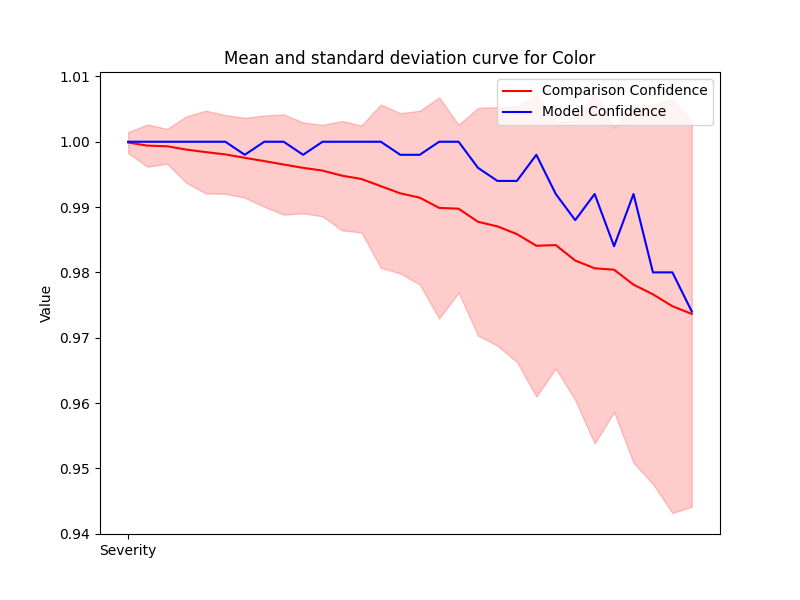 Mean and standard deviation curve for Color
1.01
1.00
0.99
0.98
0.97
0.96
0.95
0.94
Value
Severity
Comparison Confidence
Model Confidence